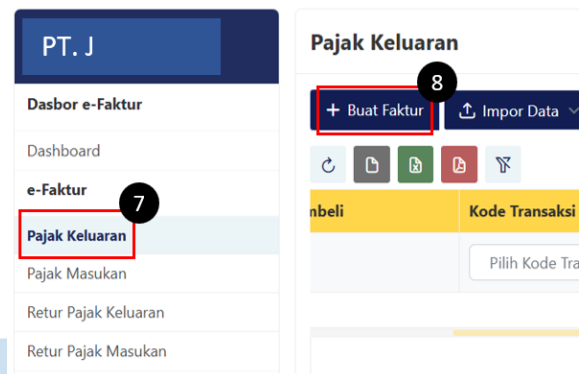 PT. J
Dasbor e-Faktur
Dashboard
e-Faktur
7
Pajak Keluaran
Pajak Masukan
Retur Pajak Keluaran
Retur Pajak Masukan
Pajak Keluaran
8
+ Buat Faktur
Impor Data
nbeli
Kode Transaksi
Pilih Kode Tra